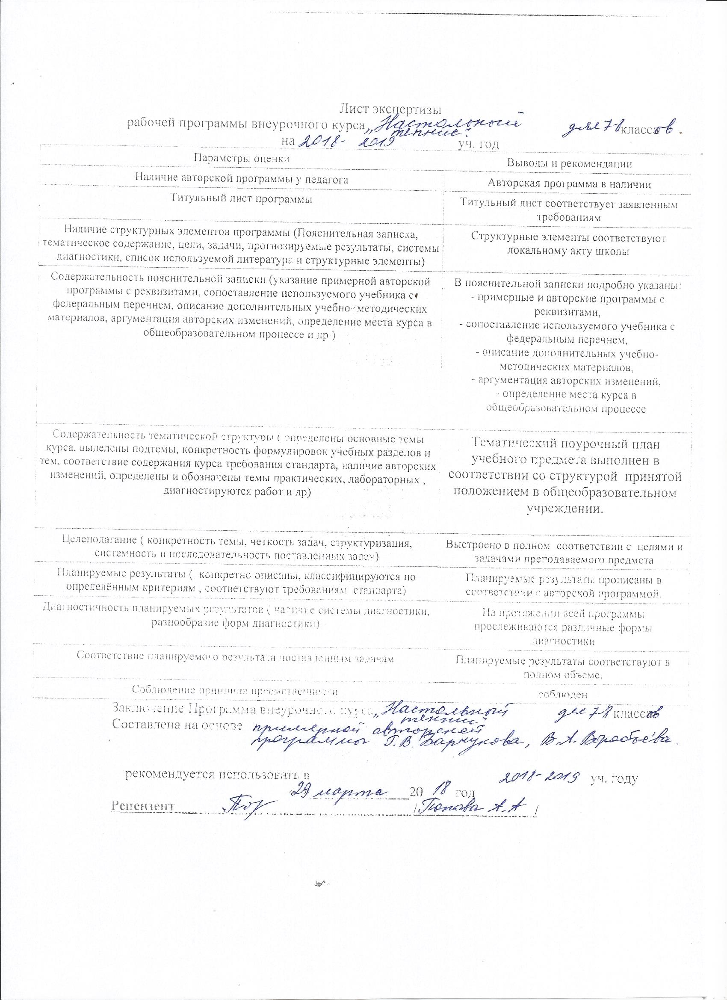 Лист экспертизы
рабочей программы внеурочного курса „Настольный для 7-8 классов.
теннис“
на 2018- 2019 уч. год
Параметры оценки
Выводы и рекомендации
Наличие авторской программы у педагога
Авторская программа в наличии
Титульный лист программы
Титульный лист соответствует заявленным
требованиям
Наличие структурных элементов программы (Пояснительная записка,
тематическое содержание, цели, задачи, прогнозируемые результаты, системы
диагностики, список используемой литература и структурные элементы)
Структурные элементы соответствуют
локальному акту школы
Содержательность пояснительной записки (указание примерной авторской
программы с реквизитами, сопоставление используемого учебника с
федеральным перечнем, описание дополнительных учебно-методических
материалов, аргументация авторских изменений, определение места курса в
общеобразовательном процессе и др )
В пояснительной записки подробно указаны:
- примерные и авторские программы с
реквизитами,
- сопоставление используемого учебника с
федеральным перечнем,
- описание дополнительных учебно-
методических материалов,
- аргументация авторских изменений,
- определение места курса в
общеобразовательном процессе
Содержательность тематической структуры ( определены основные темы
курса, выделены подтемы, конкретность формулировок учебных разделов и
тем, соответствие содержания курса требования стандарта, наличие авторских
изменений, определены и обозначены темы практических, лабораторных ,
диагностируются работ и др)
Тематический поурочный план
учебного предмета выполнен в
соответствии со структурой принятой
положением в общеобразовательном
учреждении.
Целеполагание ( конкретность темы, четкость задач, структуризация,
системность и последовательность поставленных задач)
Выстроено в полном соответствии с целями и
задачами преподаваемого предмета
Планируемые результаты ( конкретно описаны, классифицируются по
определённым критериям , соответствуют требованиям стандарта)
Планируемые результаты прописаны в
соответствии с авторской программой.
Диагностичность планируемых результатов ( наличие системы диагностики,
разнообразие форм диагностики)
На протяжении всей программы
прослеживаются различные формы
диагностики
Соответствие планируемого результата поставленным задачам
Планируемые результаты соответствуют в
полном объеме.
Соблюдение принципа преемственности
соблюден
Заключение Программа внеурочного курса „Настольный для 7-8 классов
теннис“
Составлена на основе примерной авторской
программы Г.В. Барчукова, В.А. Воробьёва.
рекомендуется использовать в 2018-2019 уч. году
29 марта 20 18 год
Рецензент /Попова А.А /